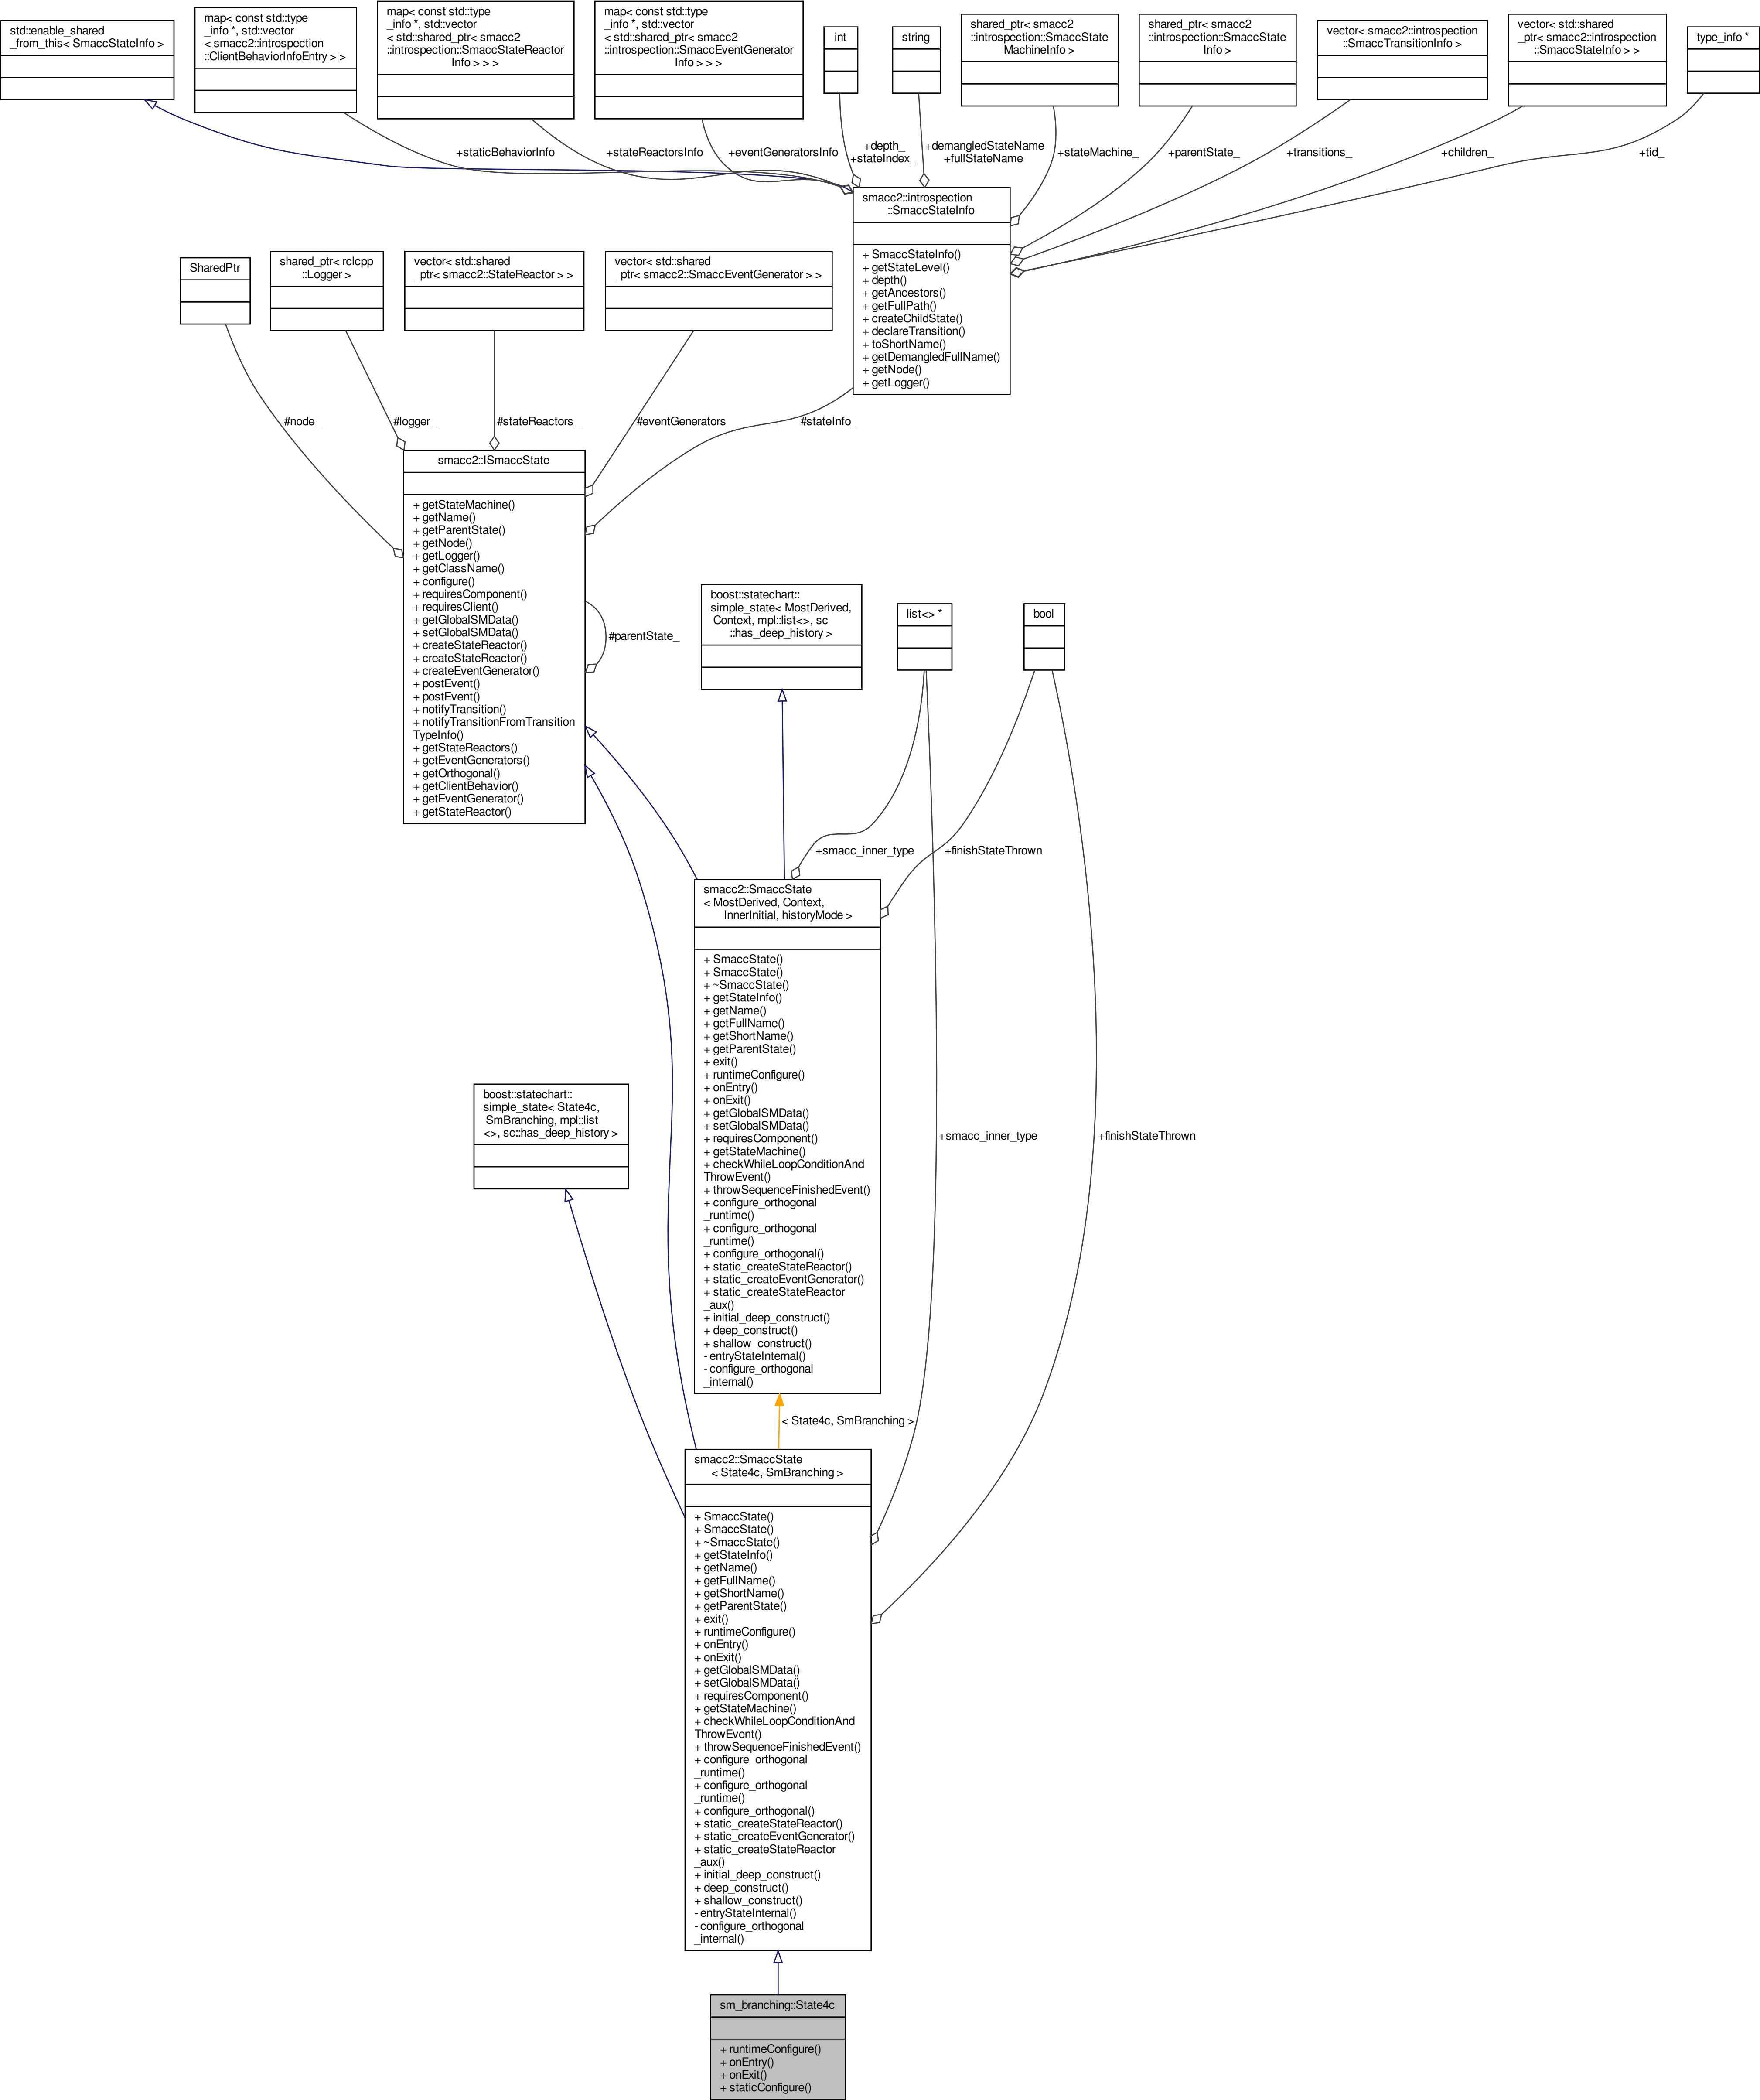 std::enable_shared
_from_this< SmaccStateInfo >
map< const std::type
_info *, std::vector
< smacc2::introspection
::ClientBehaviorInfoEntry > >
map< const std::type
_info *, std::vector
< std::shared_ptr< smacc2
::introspection::SmaccStateReactor
Info > > >
map< const std::type
_info *, std::vector
< std::shared_ptr< smacc2
::introspection::SmaccEventGenerator
Info > > >
int
string
shared_ptr< smacc2
::introspection::SmaccState
MachineInfo >
shared_ptr< smacc2
::introspection::SmaccState
Info >
vector< smacc2::introspection
::SmaccTransitionInfo >
vector< std::shared
_ptr< smacc2::introspection
::SmaccStateInfo > >
type_info *
+staticBehaviorInfo
+stateReactorsInfo
+eventGeneratorsInfo
+depth_
+stateIndex_
+demangledStateName
+fullStateName
+stateMachine_
+parentState_
+transitions_
+children_
+tid_
smacc2::introspection
::SmaccStateInfo
+ SmaccStateInfo()
+ getStateLevel()
+ depth()
+ getAncestors()
+ getFullPath()
+ createChildState()
+ declareTransition()
+ toShortName()
+ getDemangledFullName()
+ getNode()
+ getLogger()
SharedPtr
shared_ptr< rclcpp
::Logger >
vector< std::shared
_ptr< smacc2::StateReactor > >
vector< std::shared
_ptr< smacc2::SmaccEventGenerator > >
#node_
#logger_
#stateReactors_
#eventGenerators_
#stateInfo_
smacc2::ISmaccState
+ getStateMachine()
+ getName()
+ getParentState()
+ getNode()
+ getLogger()
+ getClassName()
+ configure()
+ requiresComponent()
+ requiresClient()
+ getGlobalSMData()
+ setGlobalSMData()
+ createStateReactor()
+ createStateReactor()
+ createEventGenerator()
+ postEvent()
+ postEvent()
+ notifyTransition()
+ notifyTransitionFromTransition
TypeInfo()
+ getStateReactors()
+ getEventGenerators()
+ getOrthogonal()
+ getClientBehavior()
+ getEventGenerator()
+ getStateReactor()
#parentState_
boost::statechart::
simple_state< MostDerived,
Context, mpl::list<>, sc
::has_deep_history >
list<> *
bool
+smacc_inner_type
+finishStateThrown
smacc2::SmaccState
< MostDerived, Context,
InnerInitial, historyMode >
+ SmaccState()
+ SmaccState()
+ ~SmaccState()
+ getStateInfo()
+ getName()
+ getFullName()
+ getShortName()
+ getParentState()
+ exit()
+ runtimeConfigure()
+ onEntry()
+ onExit()
+ getGlobalSMData()
+ setGlobalSMData()
+ requiresComponent()
+ getStateMachine()
+ checkWhileLoopConditionAnd
ThrowEvent()
+ throwSequenceFinishedEvent()
+ configure_orthogonal
_runtime()
+ configure_orthogonal
_runtime()
+ configure_orthogonal()
+ static_createStateReactor()
+ static_createEventGenerator()
+ static_createStateReactor
_aux()
+ initial_deep_construct()
+ deep_construct()
+ shallow_construct()
- entryStateInternal()
- configure_orthogonal
_internal()
boost::statechart::
simple_state< State4c,
SmBranching, mpl::list
<>, sc::has_deep_history >
+smacc_inner_type
+finishStateThrown
< State4c, SmBranching >
smacc2::SmaccState
< State4c, SmBranching >
+ SmaccState()
+ SmaccState()
+ ~SmaccState()
+ getStateInfo()
+ getName()
+ getFullName()
+ getShortName()
+ getParentState()
+ exit()
+ runtimeConfigure()
+ onEntry()
+ onExit()
+ getGlobalSMData()
+ setGlobalSMData()
+ requiresComponent()
+ getStateMachine()
+ checkWhileLoopConditionAnd
ThrowEvent()
+ throwSequenceFinishedEvent()
+ configure_orthogonal
_runtime()
+ configure_orthogonal
_runtime()
+ configure_orthogonal()
+ static_createStateReactor()
+ static_createEventGenerator()
+ static_createStateReactor
_aux()
+ initial_deep_construct()
+ deep_construct()
+ shallow_construct()
- entryStateInternal()
- configure_orthogonal
_internal()
sm_branching::State4c
+ runtimeConfigure()
+ onEntry()
+ onExit()
+ staticConfigure()